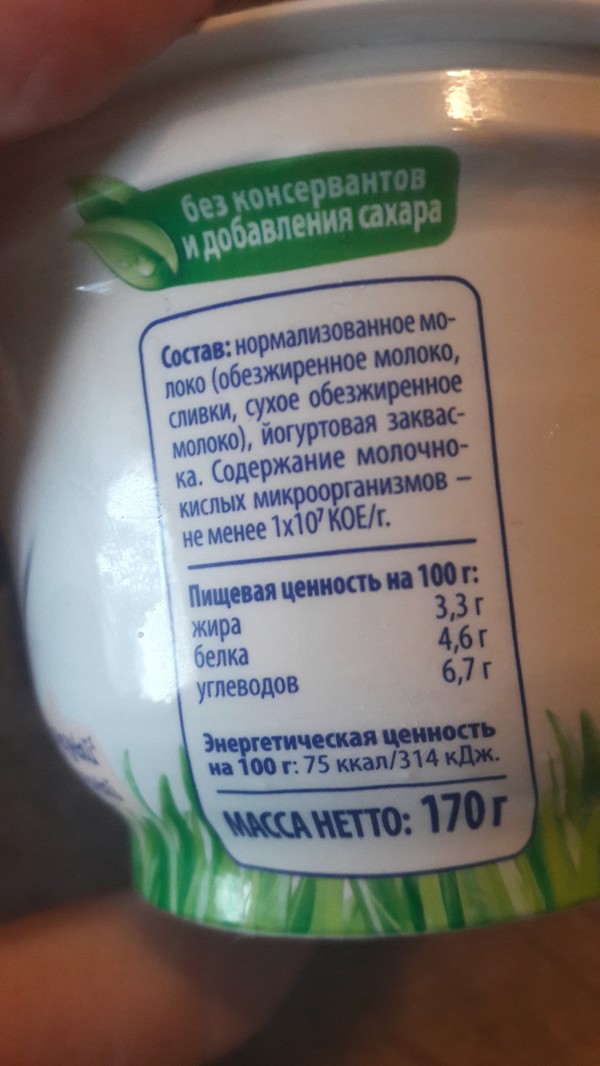 без консервантов
и добавления сахара
Состав: нормализованное мо-
локо (обезжиренное молоко,
сливки, сухое обезжиренное
молоко), йогуртовая заквас-
ка. Содержание молочно-
кислых микроорганизмов –
не менее 1х10⁷ КОЕ/г.
Пищевая ценность на 100 г:
жира 3,3 г
белка 4,6 г
углеводов 6,7 г
Энергетическая ценность
на 100 г: 75 ккал/314 кДж.
МАССА НЕТТО: 170 г